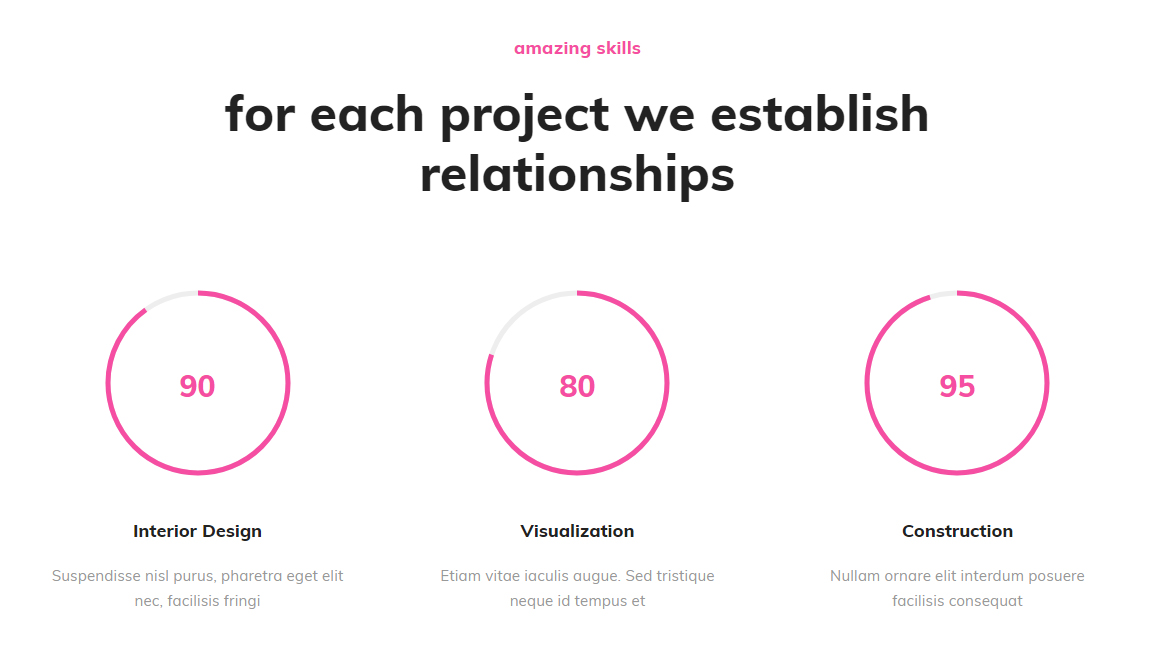 amazing skills
for each project we establish
relationships
90
80
95
Interior Design
Visualization
Construction
Suspendisse nisl purus, pharetra eget elit
nec, facilisis fringi
Etiam vitae iaculis augue. Sed tristique
neque id tempus et
Nullam ornare elit interdum posuere
facilisis consequat